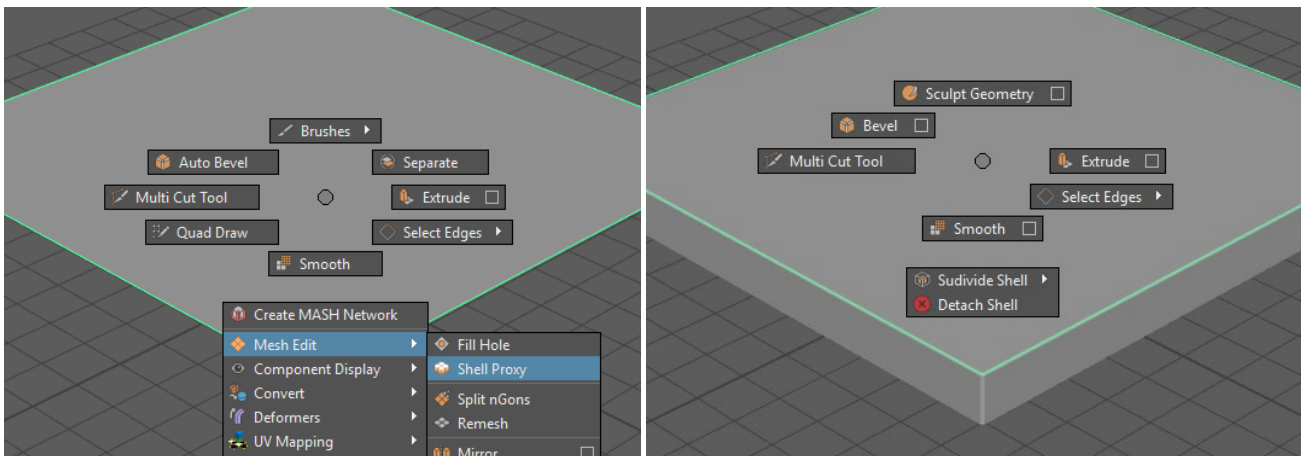 Brushes
Auto Bevel
Separate
Multi Cut Tool
Extrude
Quad Draw
Select Edges
Smooth
Create MASH Network
Mesh Edit
Component Display
Convert
Deformers
UV Mapping
Fill Hole
Shell Proxy
Split nGons
Remesh
Mirror
Sculpt Geometry
Bevel
Multi Cut Tool
Extrude
Select Edges
Smooth
Sudivide Shell
Detach Shell